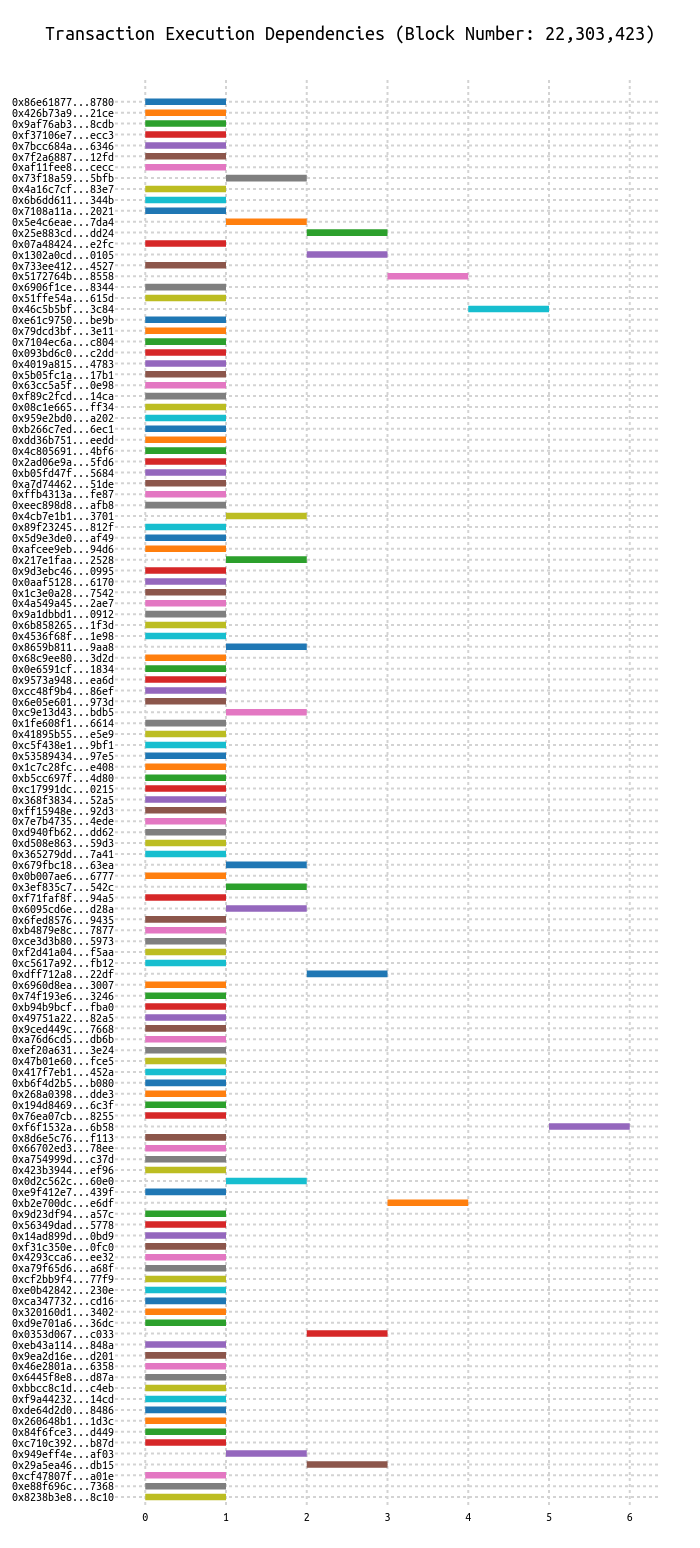 Transaction Execution Dependencies (Block Number: 22,303,423)
0x86e61877...8780
0x426b73a9...21ce
0x9af76ab3...8cdb
0xf37106e7...ecc3
0x7bcc684a...6346
0x7f2a6887...12fd
0xaf11fee8...cecc
0x73f18a59...5bfb
0x4a16c7cf...83e7
0x6b6dd611...344b
0x7108a11a...2021
0x5e4c6eae...7da4
0x25e883cd...dd24
0x07a48424...e2fc
0x1302a0cd...0105
0x733ee412...4527
0x5172764b...8558
0x6906f1ce...8344
0x51ffe54a...615d
0x46c5b5bf...3c84
0xe61c9750...be9b
0x79dcd3bf...3e11
0x7104ec6a...c804
0x093bd6c0...c2dd
0x4019a815...4783
0x5b05fc1a...17b1
0x63cc5a5f...0e98
0xf89c2fcd...14ca
0x08c1e665...ff34
0x959e2bd0...a202
0xb266c7ed...6ec1
0xdd36b751...eedd
0x4c805691...4bf6
0x2ad06e9a...5fd6
0xb05fd47f...5684
0xa7d74462...51de
0xffb4313a...fe87
0xeec898d8...afb8
0x4cb7e1b1...3701
0x89f23245...812f
0x5d9e3de0...af49
0xafcee9eb...94d6
0x217e1faa...2528
0x9d3ebc46...0995
0x0aaf5128...6170
0x1c3e0a28...7542
0x4a549a45...2ae7
0x9a1dbbd1...0912
0x6b858265...1f3d
0x4536f68f...1e98
0x8659b811...9aa8
0x68c9ee80...3d2d
0x0e6591cf...1834
0x9573a948...ea6d
0xcc48f9b4...86ef
0x6e05e601...973d
0xc9e13d43...bdb5
0x1fe608f1...6614
0x41895b55...e5e9
0xc5f438e1...9bf1
0x53589434...97e5
0x1c7c28fc...e408
0xb5cc697f...4d80
0xc17991dc...0215
0x368f3834...52a5
0xff15948e...92d3
0x7e7b4735...4ede
0xd940fb62...dd62
0xd508e863...59d3
0x365279dd...7a41
0x679fbc18...63ea
0x0b007ae6...6777
0x3ef835c7...542c
0xf71faf8f...94a5
0x6095cd6e...d28a
0x6fed8576...9435
0xb4879e8c...7877
0xce3d3b80...5973
0xf2d41a04...f5aa
0xc5617a92...fb12
0xdff712a8...22df
0x6960d8ea...3007
0x74f193e6...3246
0xb94b9bcf...fba0
0x49751a22...82a5
0x9ced449c...7668
0xa76d6cd5...db6b
0xef20a631...3e24
0x47b01e60...fce5
0x417f7eb1...452a
0xb6f4d2b5...b080
0x268a0398...dde3
0x194d8469...6c3f
0x76ea07cb...8255
0xf6f1532a...6b58
0x8d6e5c76...f113
0x66702ed3...78ee
0xa754999d...c37d
0x423b3944...ef96
0x0d2c562c...60e0
0xe9f412e7...439f
0xb2e700dc...e6df
0x9d23df94...a57c
0x56349dad...5778
0x14ad899d...0bd9
0xf31c350e...0fc0
0x4293cca6...ee32
0xa79f65d6...a68f
0xcf2bb9f4...77f9
0xe0b42842...230e
0xca347732...cd16
0x320160d1...3402
0xd9e701a6...36dc
0x0353d067...c033
0xeb43a114...848a
0x9ea2d16e...d201
0x46e2801a...6358
0x6445f8e8...d87a
0xbbcc8c1d...c4eb
0xf9a44232...14cd
0xde64d2d0...8486
0x260648b1...1d3c
0x84f6fce3...d449
0xc710c392...b87d
0x949eff4e...af03
0x29a5ea46...db15
0xcf47807f...a01e
0xe88f696c...7368
0x8238b3e8...8c10
0 1 2 3 4 5 6